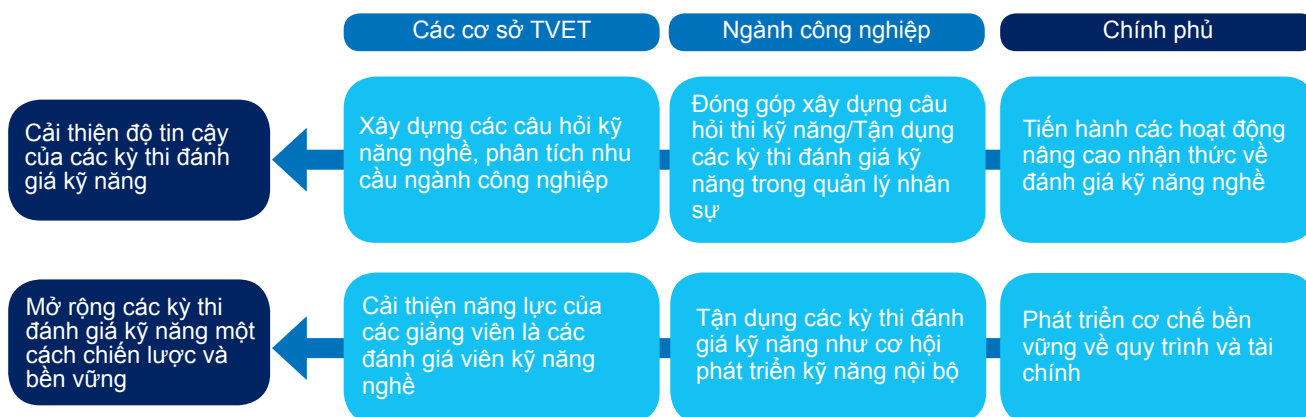 Các cơ sở TVET
Ngành công nghiệp
Chính phủ
Cải thiện độ tin cậy
của các kỳ thi đánh
giá kỹ năng
Xây dựng các câu hỏi kỹ
năng nghề, phân tích nhu
cầu ngành công nghiệp
Đóng góp xây dựng câu
hỏi thi kỹ năng/Tận dụng
các kỳ thi đánh giá kỹ
năng trong quản lý nhân
sự
Tiến hành các hoạt động
nâng cao nhận thức về
đánh giá kỹ năng nghề
Mở rộng các kỳ thi
đánh giá kỹ năng một
cách chiến lược và
bền vững
Cải thiện năng lực của
các giảng viên là các
đánh giá viên kỹ năng
nghề
Tận dụng các kỳ thi đánh
giá kỹ năng như cơ hội
phát triển kỹ năng nội bộ
Phát triển cơ chế bền
vững về quy trình và tài
chính